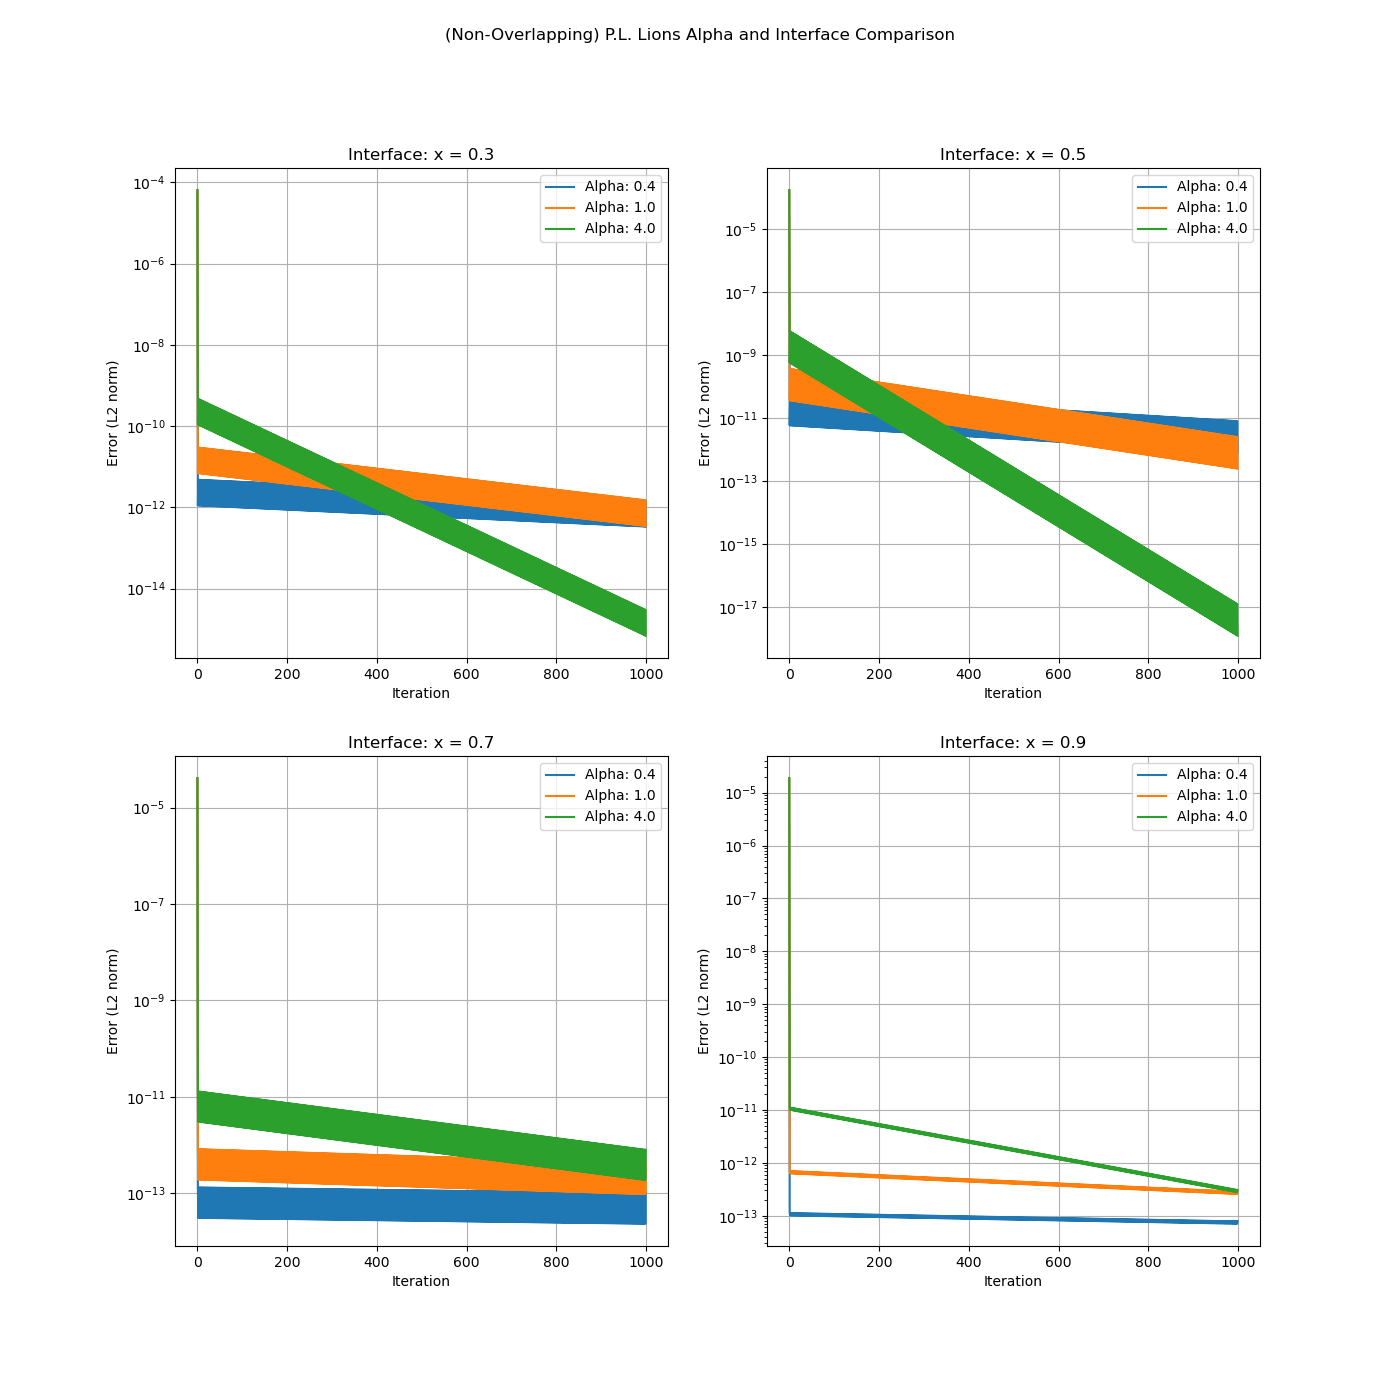 (Non-Overlapping) P.L. Lions Alpha and Interface Comparison
Interface: x = 0.3
Alpha: 0.4
Alpha: 1.0
Alpha: 4.0
Error (L2 norm)
10⁻⁴
10⁻⁶
10⁻⁸
10⁻¹⁰
10⁻¹²
10⁻¹⁴
0 200 400 600 800 1000
Iteration
Interface: x = 0.5
Alpha: 0.4
Alpha: 1.0
Alpha: 4.0
Error (L2 norm)
10⁻⁵
10⁻⁷
10⁻⁹
10⁻¹¹
10⁻¹³
10⁻¹⁵
10⁻¹⁷
0 200 400 600 800 1000
Iteration
Interface: x = 0.7
Alpha: 0.4
Alpha: 1.0
Alpha: 4.0
Error (L2 norm)
10⁻⁵
10⁻⁷
10⁻⁹
10⁻¹¹
10⁻¹³
0 200 400 600 800 1000
Iteration
Interface: x = 0.9
Alpha: 0.4
Alpha: 1.0
Alpha: 4.0
Error (L2 norm)
10⁻⁵
10⁻⁶
10⁻⁷
10⁻⁸
10⁻⁹
10⁻¹⁰
10⁻¹¹
10⁻¹²
10⁻¹³
0 200 400 600 800 1000
Iteration